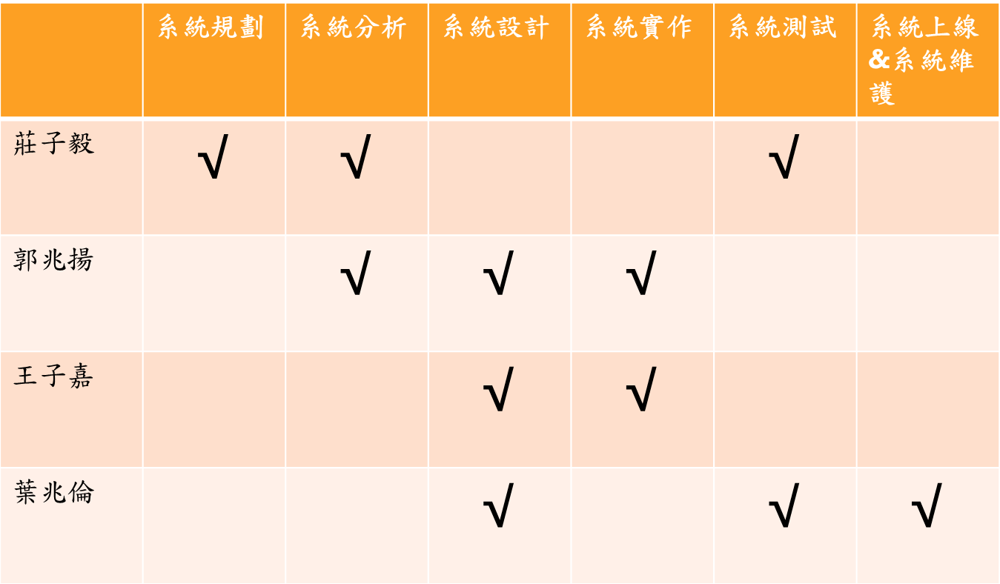 系統規劃 系統分析 系統設計 系統實作 系統測試 系統上線
&系統維
護
莊子毅 √ √ √
郭兆揚 √ √ √
王子嘉 √ √
葉兆倫 √ √ √